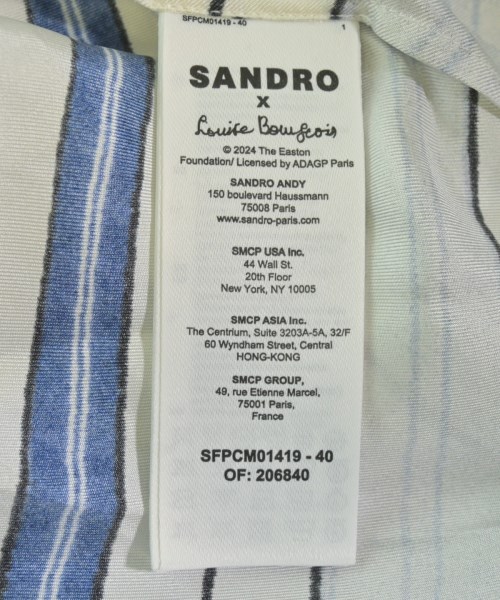 SFPCM01419 - 40
1
SANDRO
X
Louise Bourgeois
© 2024 The Easton
Foundation/ Licensed by ADAGP Paris
SANDRO ANDY
150 boulevard Haussmann
75008 Paris
www.sandro-paris.com
SMCP USA Inc.
44 Wall St.
20th Floor
New York, NY 10005
SMCP ASIA Inc.
The Centrium, Suite 3203A-5A, 32/F
60 Wyndham Street, Central
HONG-KONG
SMCP GROUP,
49, rue Etienne Marcel,
75001 Paris,
France
SFPCM01419 - 40
OF: 206840